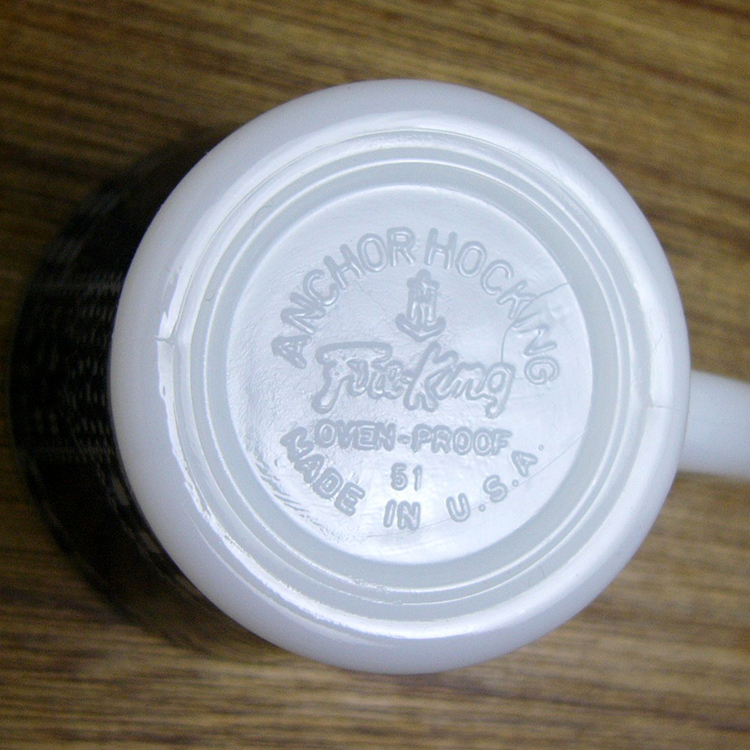 ANCHOR HOCKING
Fire-King
OVEN-PROOF
51
MADE IN U.S.A.